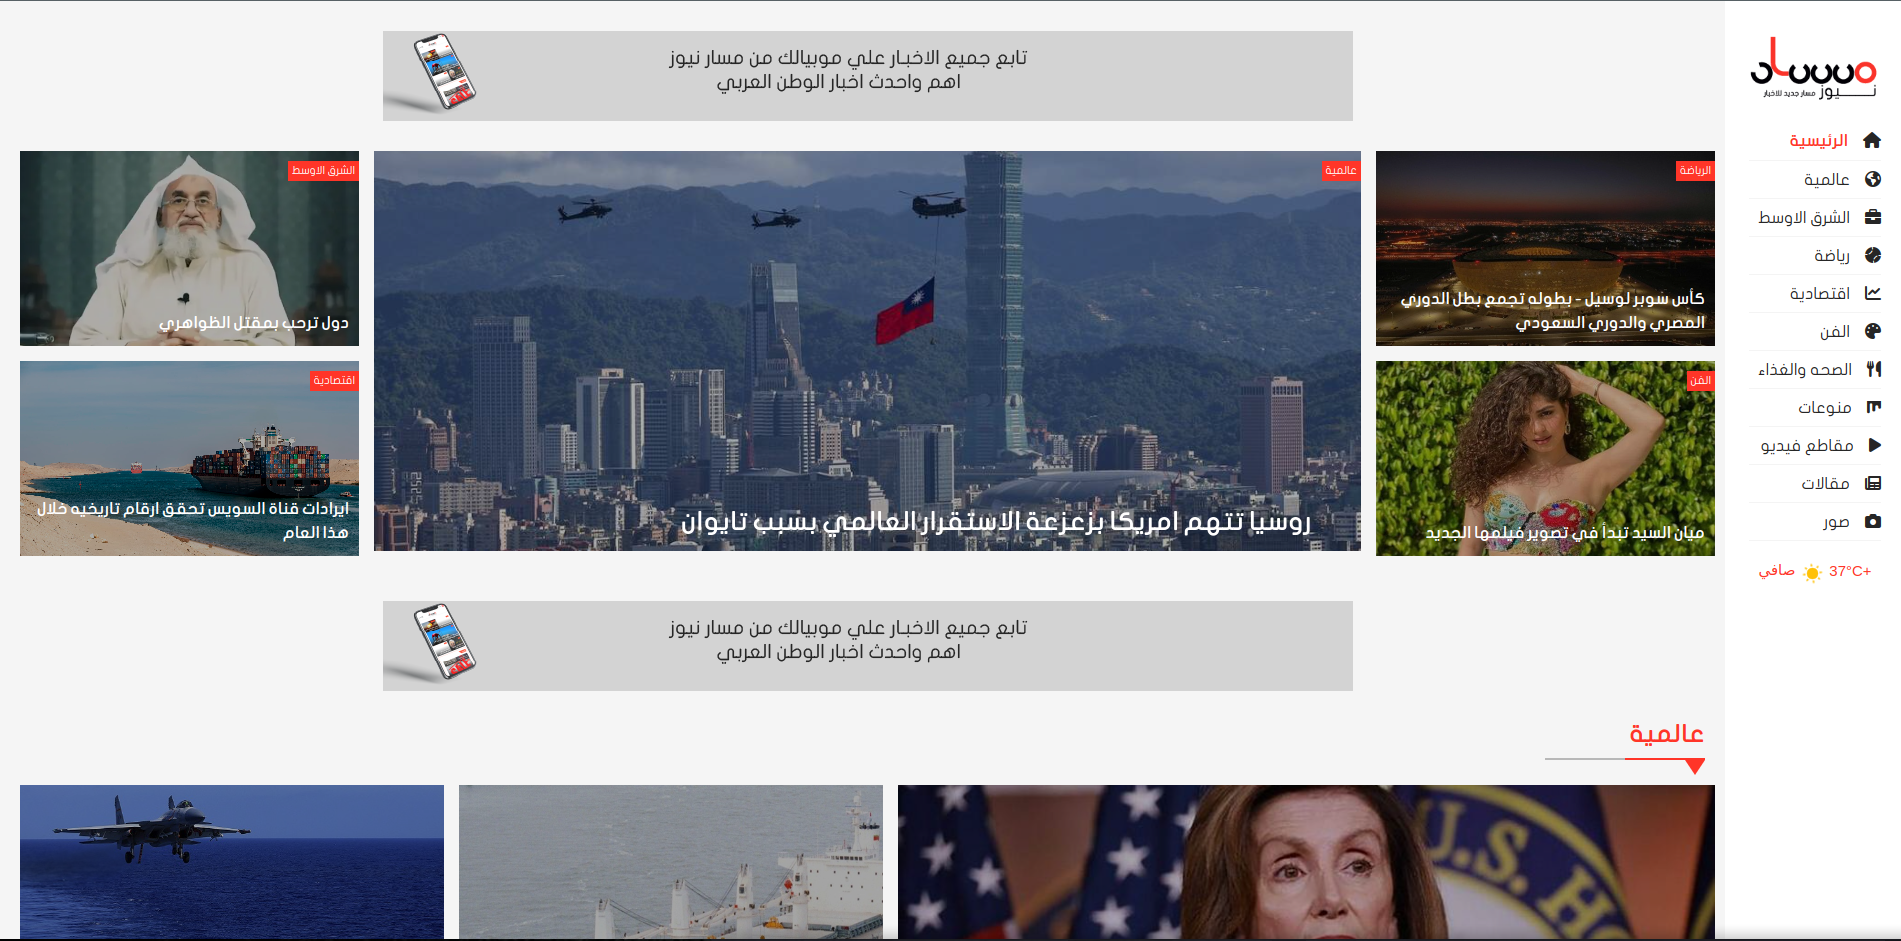 مسار
نيوز مسار جديد للاخبار
الرئيسية
عالمية
الشرق الاوسط
رياضة
اقتصادية
الفن
الصحه والغذاء
منوعات
مقاطع فيديو
مقالات
صور
+37°C صافي
تابع جميع الاخبار علي موبيالك من مسار نيوز
اهم واحدث اخبار الوطن العربي
الرياضة
كأس سوبر لوسيل - بطوله تجمع بطل الدوري
المصري والدوري السعودي
الفن
ميان السيد تبدأ في تصوير فيلمها الجديد
عالمية
روسيا تتهم امريكا بزعزعة الاستقرار العالمي بسبب تايوان
الشرق الاوسط
دول ترحب بمقتل الظواهري
اقتصادية
ايرادات قناة السويس تحقق ارقام تاريخيه خلال
هذا العام
تابع جميع الاخبار علي موبيالك من مسار نيوز
اهم واحدث اخبار الوطن العربي
عالمية
U.S. HO